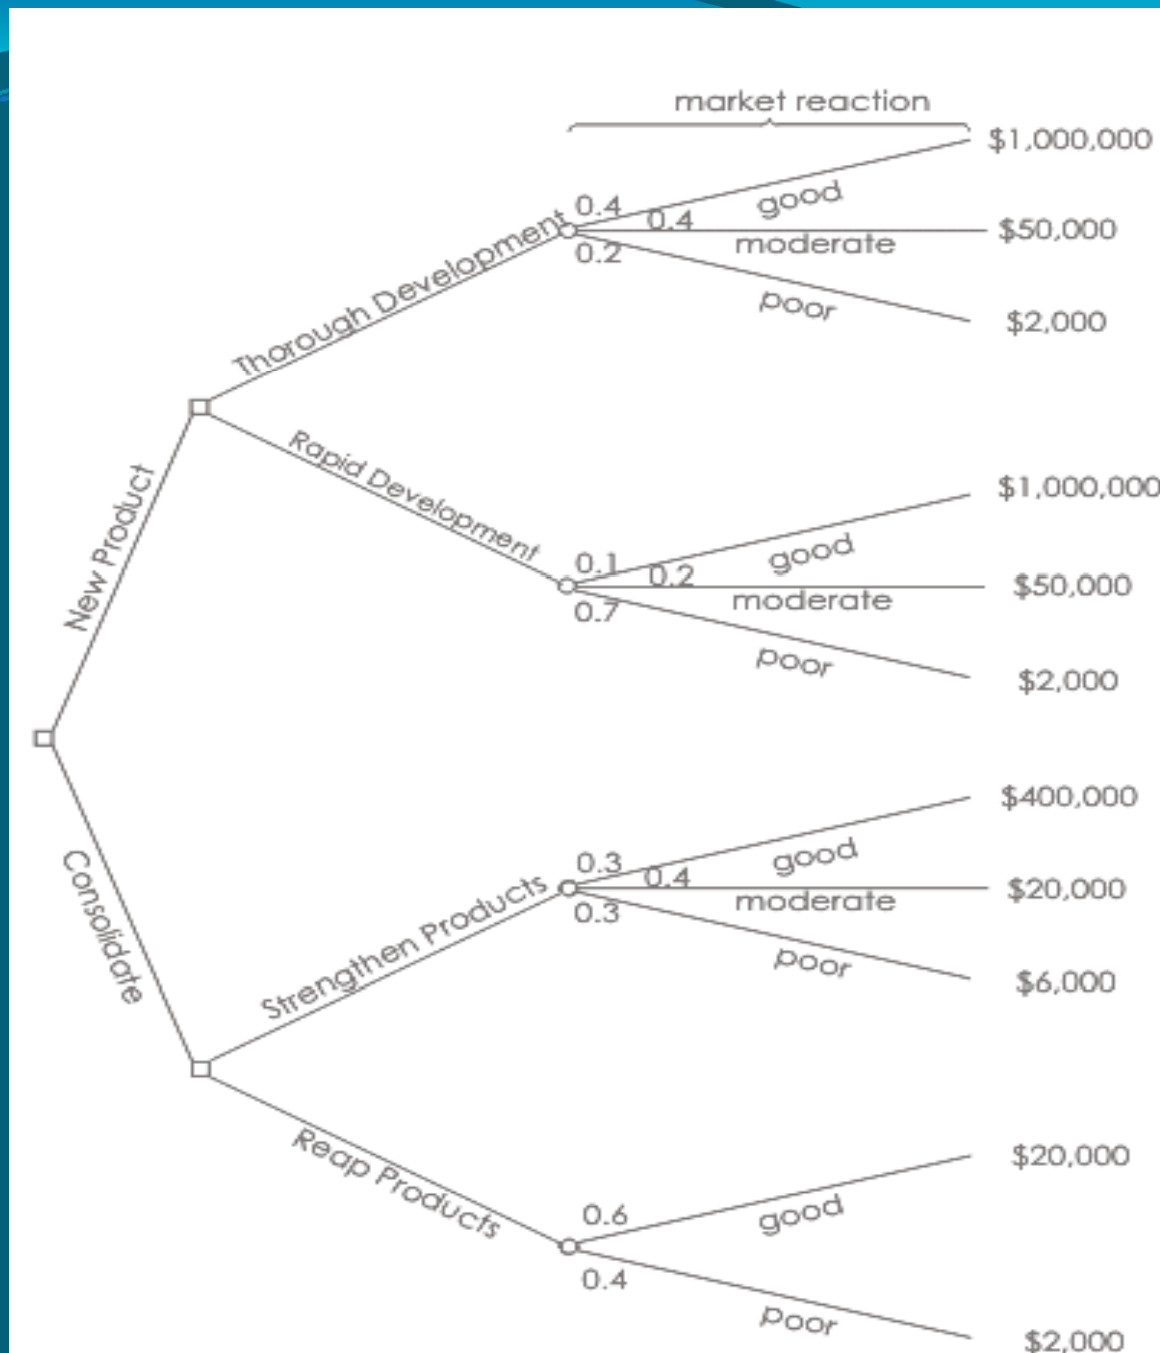 market reaction
$1,000,000
0.4
good
0.4
$50,000
moderate
0.2
poor
$2,000
Thorough Development
Rapid Development
New Product
$1,000,000
0.1
good
0.2
$50,000
moderate
0.7
poor
$2,000
$400,000
0.3
good
0.4
$20,000
moderate
0.3
poor
$6,000
Consolidate
Strengthen Products
Reap Products
$20,000
0.6
good
0.4
poor
$2,000